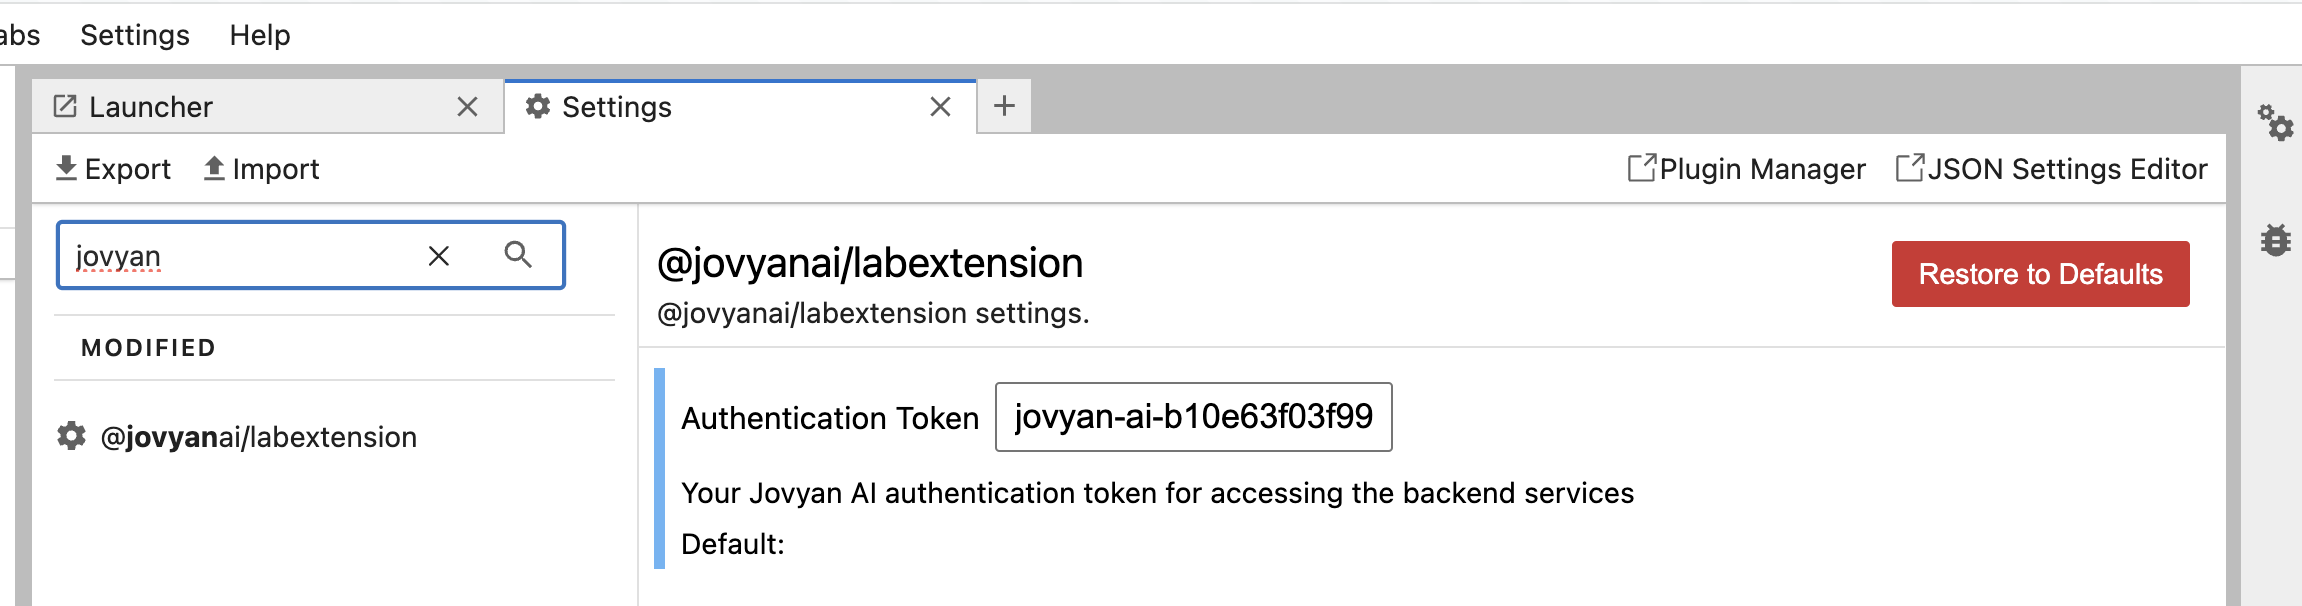 abs Settings Help
Launcher Settings
Export Import Plugin Manager JSON Settings Editor
jovyan
MODIFIED
@jovyanai/labextension
@jovyanai/labextension
@jovyanai/labextension settings.
Restore to Defaults
Authentication Token jovyan-ai-b10e63f03f99
Your Jovyan AI authentication token for accessing the backend services
Default: